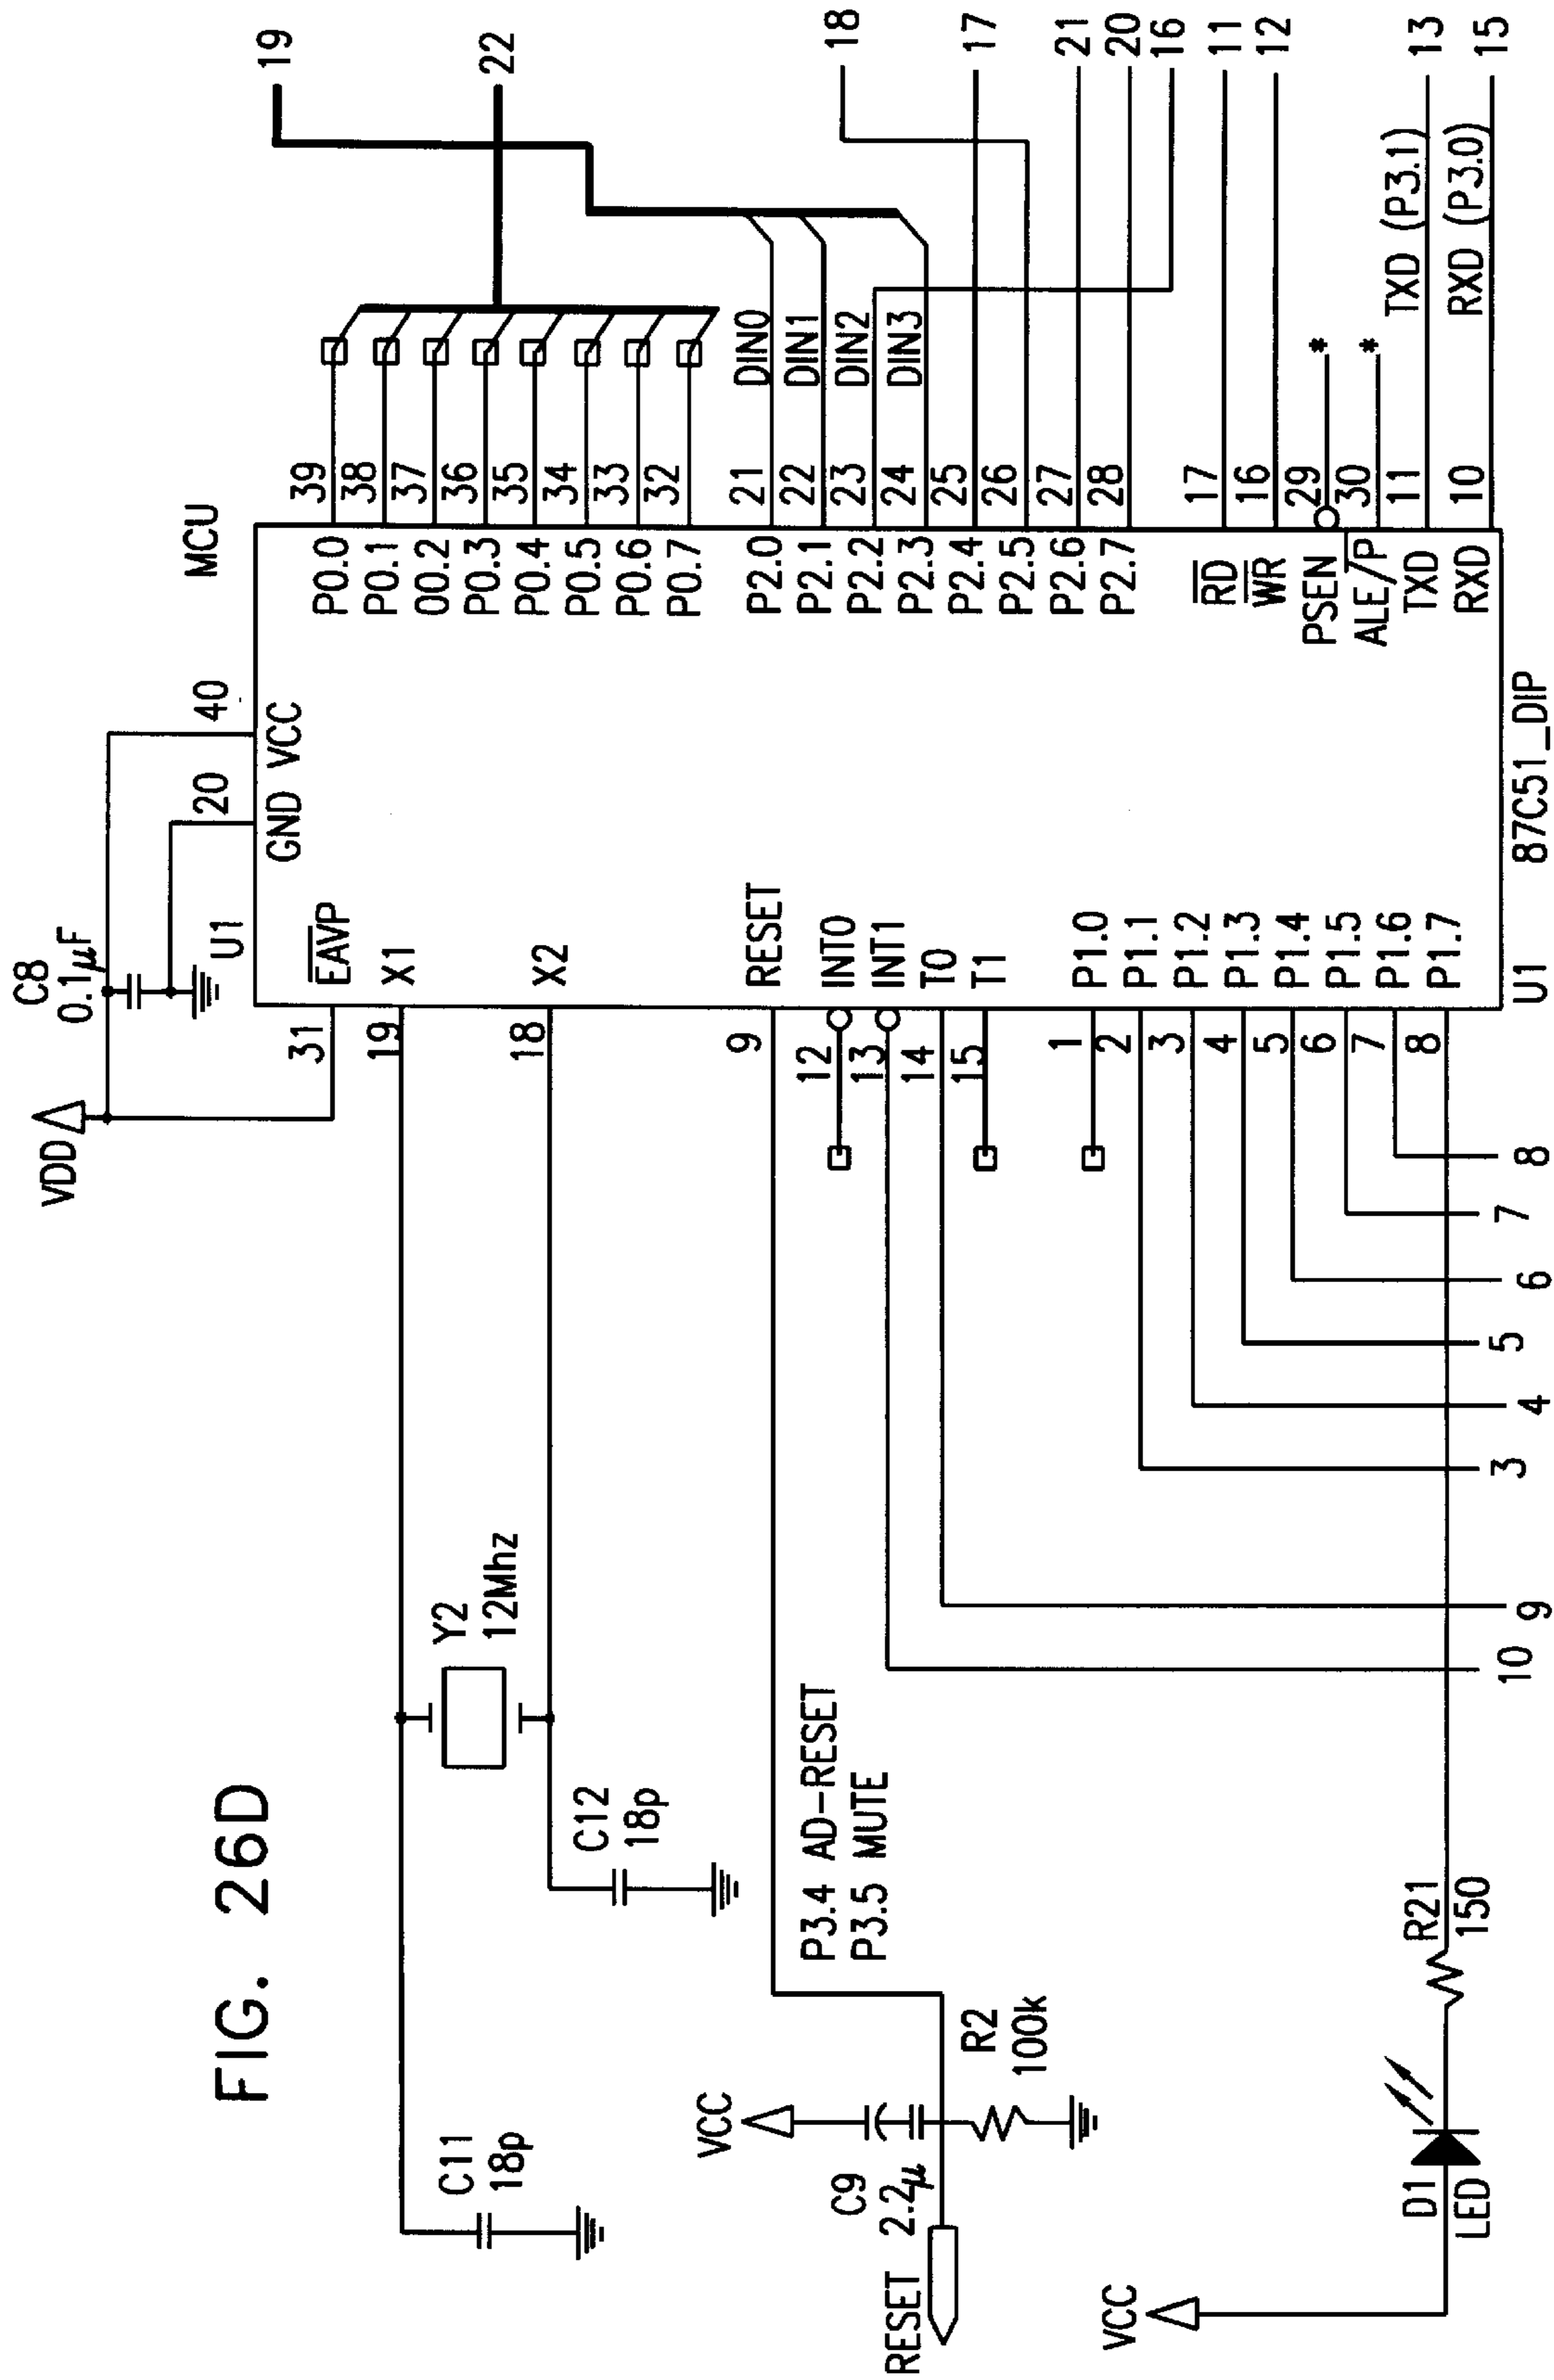 FIG. 26D
VDD
C8
0.1µF
U1
20
40
GND VCC
MCU
31
EAVP
19
X1
18
X2
9
RESET
12
INT0
13
INT1
14
T0
15
T1
1
P1.0
2
P1.1
3
P1.2
4
P1.3
5
P1.4
6
P1.5
7
P1.6
8
P1.7
U1
87C51_DIP
P0.0
39
P0.1
38
O0.2
37
P0.3
36
P0.4
35
P0.5
34
P0.6
33
P0.7
32
P2.0
21
DIN0
P2.1
22
DIN1
P2.2
23
DIN2
P2.3
24
DIN3
P2.4
25
P2.5
26
P2.6
27
P2.7
28
RD
17
WR
16
PSEN
29
*
ALE/P
30
*
TXD
11
TXD (P3.1)
RXD
10
RXD (P3.0)
19
22
18
17
21
20
16
11
12
13
15
C11
18p
Y2
12Mhz
C12
18p
P3.4 AD-RESET
P3.5 MUTE
VCC
C9
2.2µ
RESET
R2
100k
VCC
D1
LED
R21
150
10
9
3
4
5
6
7
8